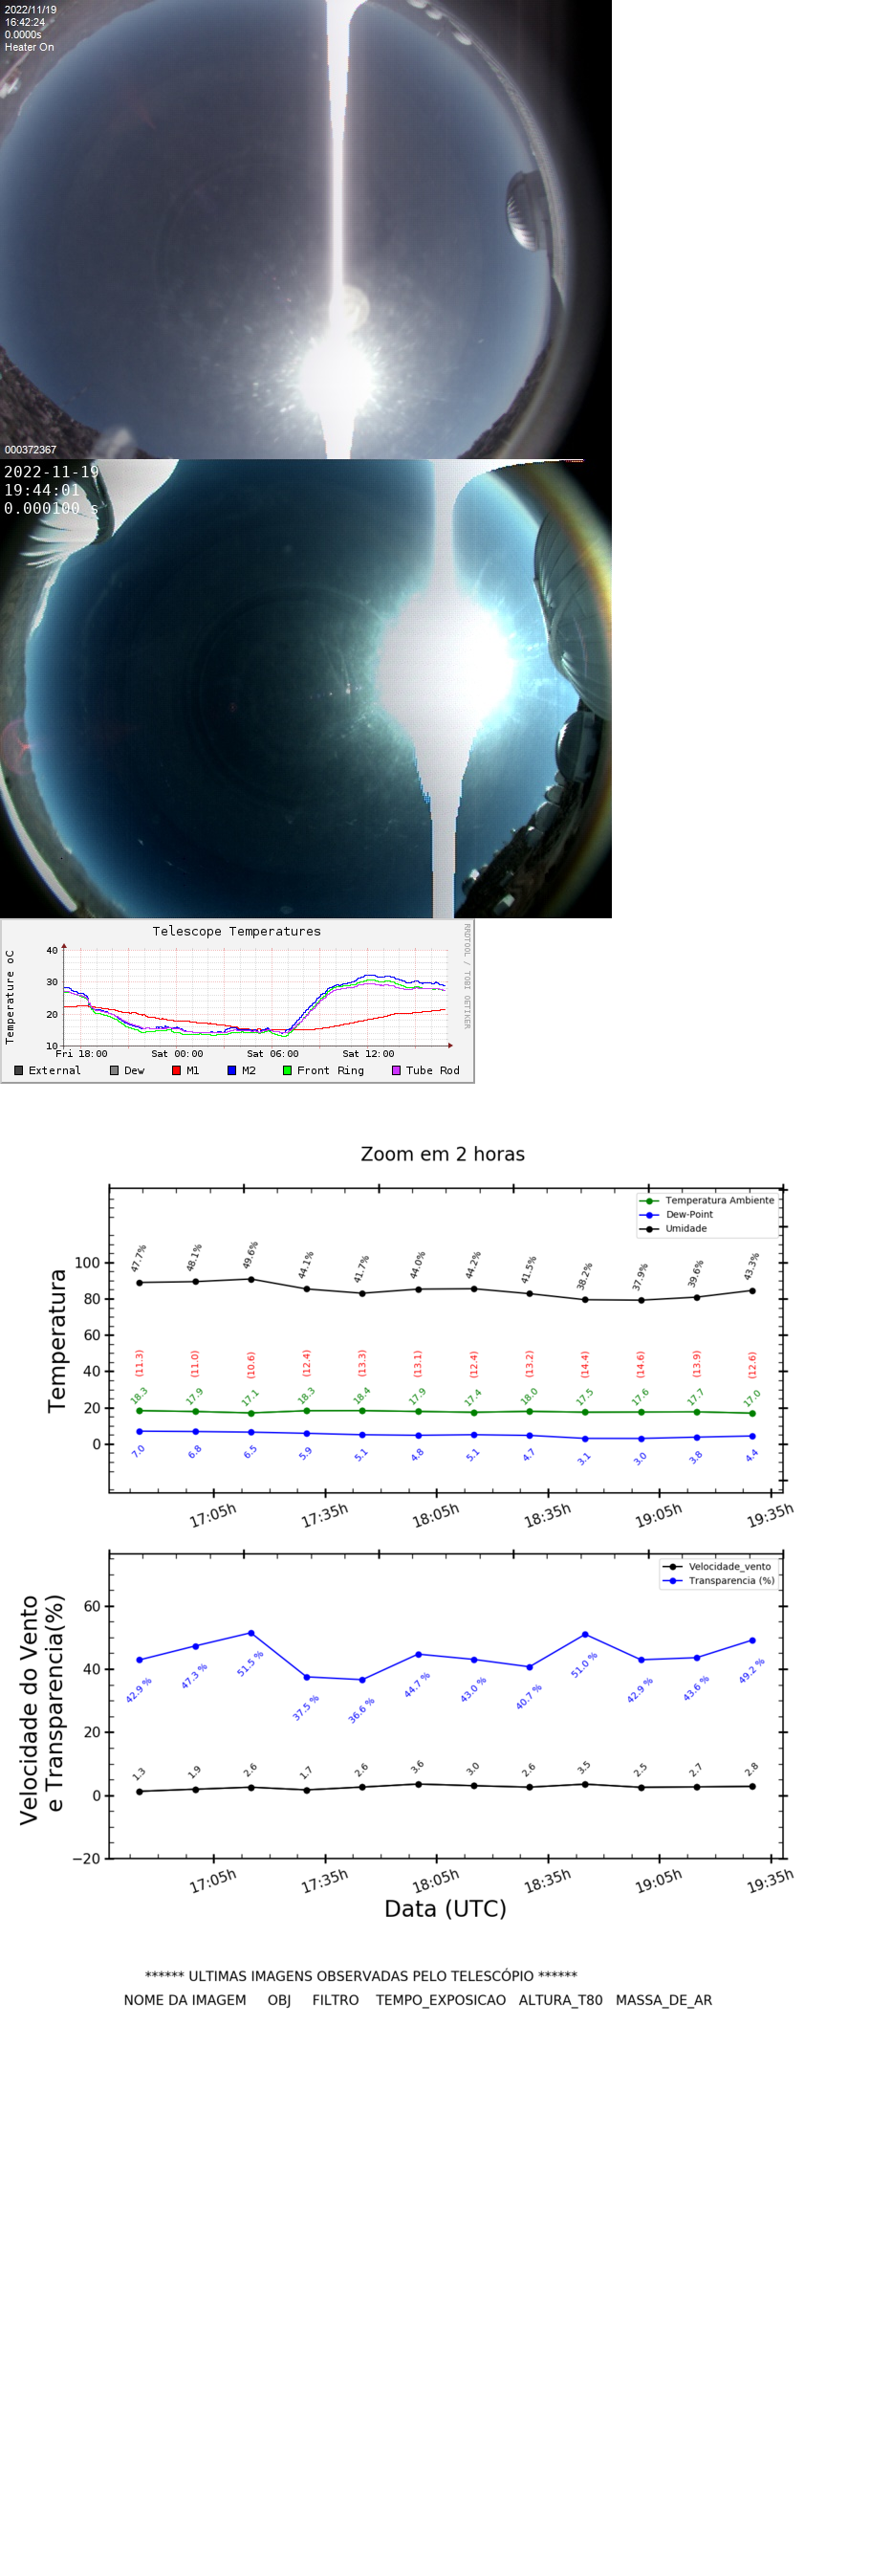 2022/11/19
16:42:24
0.0000s
Heater On
000372367
2022-11-19
19:44:01
0.000100 s
Telescope Temperatures
RRDTOOL / TOBI OETIKER
Temperature oC
40
30
20
10
Fri 18:00 Sat 00:00 Sat 06:00 Sat 12:00
External Dew M1 M2 Front Ring Tube Rod
Zoom em 2 horas
Temperatura Ambiente
Dew-Point
Umidade
Temperatura
100
80
60
40
20
0
47.7% 48.1% 49.6% 44.1% 41.7% 44.0% 44.2% 41.5% 38.2% 37.9% 39.6% 43.3%
(11.3) (11.0) (10.6) (12.4) (13.3) (13.1) (12.4) (13.2) (14.4) (14.6) (13.9) (12.6)
18.3 17.9 17.1 18.3 18.4 17.9 17.4 18.0 17.5 17.6 17.7 17.0
7.0 6.8 6.5 5.9 5.1 4.8 5.1 4.7 3.1 3.0 3.8 4.4
17:05h 17:35h 18:05h 18:35h 19:05h 19:35h
Velocidade_vento
Transparencia (%)
Velocidade do Vento
e Transparencia(%)
60
40
20
0
−20
42.9 % 47.3 % 51.5 % 37.5 % 36.6 % 44.7 % 43.0 % 40.7 % 51.0 % 42.9 % 43.6 % 49.2 %
1.3 1.9 2.6 1.7 2.6 3.6 3.0 2.6 3.5 2.5 2.7 2.8
17:05h 17:35h 18:05h 18:35h 19:05h 19:35h
Data (UTC)
****** ULTIMAS IMAGENS OBSERVADAS PELO TELESCÓPIO ******
NOME DA IMAGEM OBJ FILTRO TEMPO_EXPOSICAO ALTURA_T80 MASSA_DE_AR